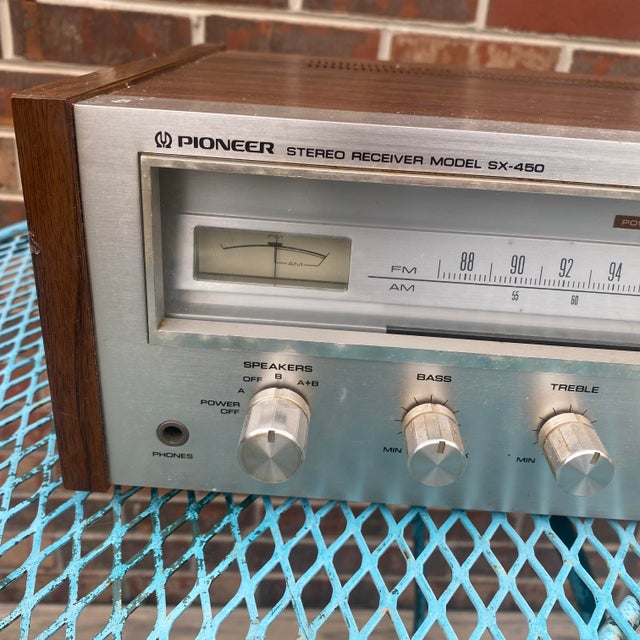 PIONEER STEREO RECEIVER MODEL SX-450
AM
FM 88 90 92 94
AM 55 60
SPEAKERS
OFF B A+B
A
POWER OFF
PHONES
BASS
MIN
TREBLE
MIN